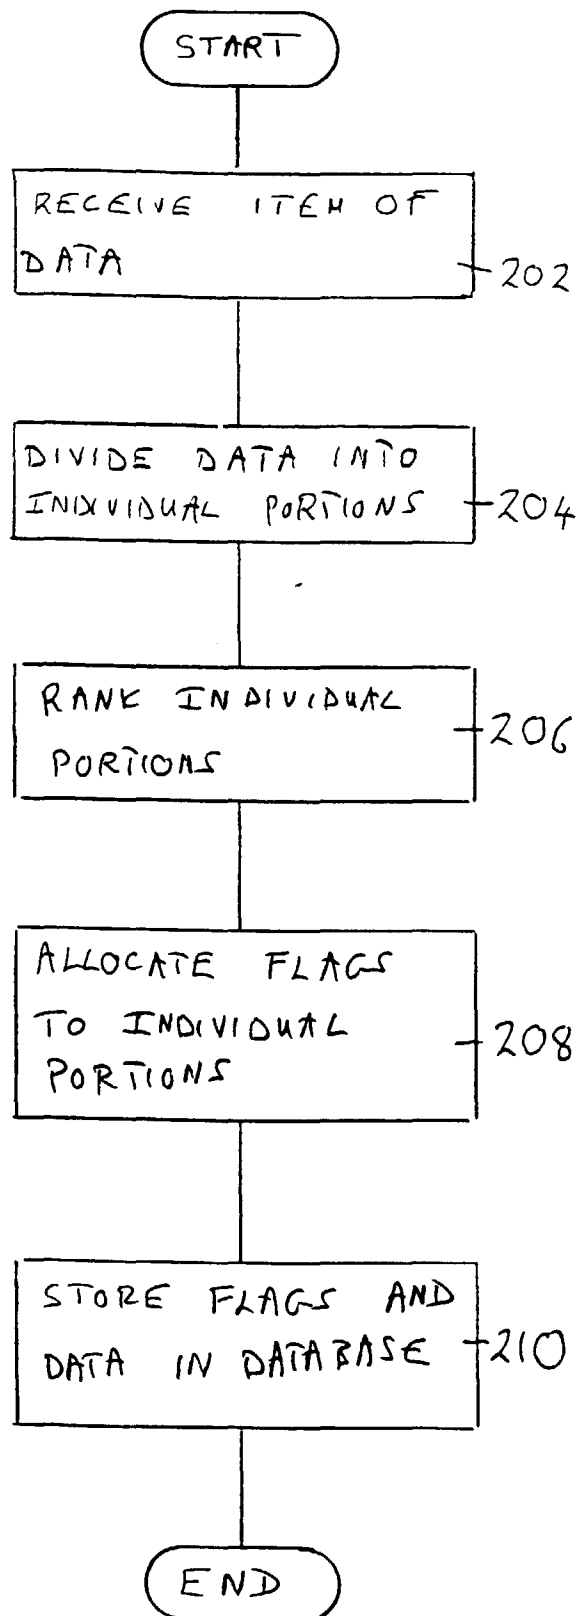 START
RECEIVE ITEM OF
DATA
202
DIVIDE DATA INTO
INDIVIDUAL PORTIONS
204
RANK INDIVIDUAL
PORTIONS
206
ALLOCATE FLAGS
TO INDIVIDUAL
PORTIONS
208
STORE FLAGS AND
DATA IN DATABASE
210
END